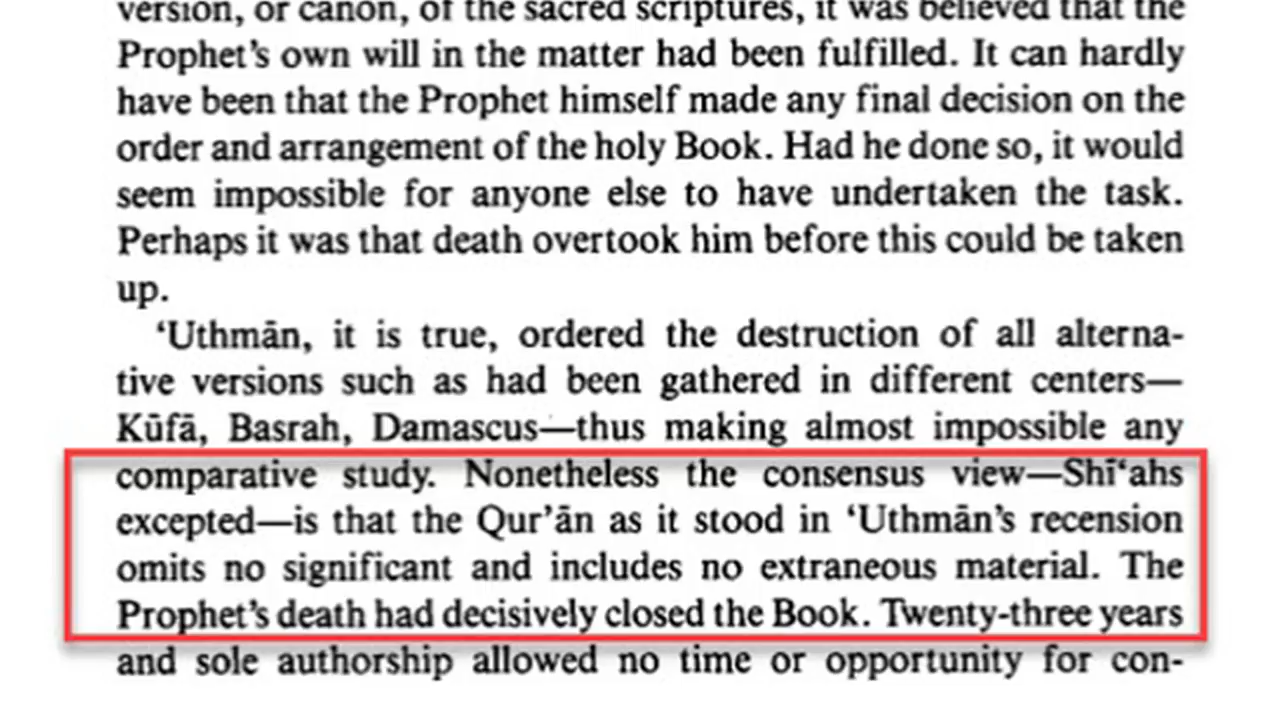 version, or canon, of the sacred scriptures, it was believed that the
Prophet's own will in the matter had been fulfilled. It can hardly
have been that the Prophet himself made any final decision on the
order and arrangement of the holy Book. Had he done so, it would
seem impossible for anyone else to have undertaken the task.
Perhaps it was that death overtook him before this could be taken
up.
‘Uthmān, it is true, ordered the destruction of all alterna-
tive versions such as had been gathered in different centers—
Kūfā, Basrah, Damascus—thus making almost impossible any
comparative study. Nonetheless the consensus view—Shī‘ahs
excepted—is that the Qur’ān as it stood in ‘Uthmān’s recension
omits no significant and includes no extraneous material. The
Prophet’s death had decisively closed the Book. Twenty-three years
and sole authorship allowed no time or opportunity for con-